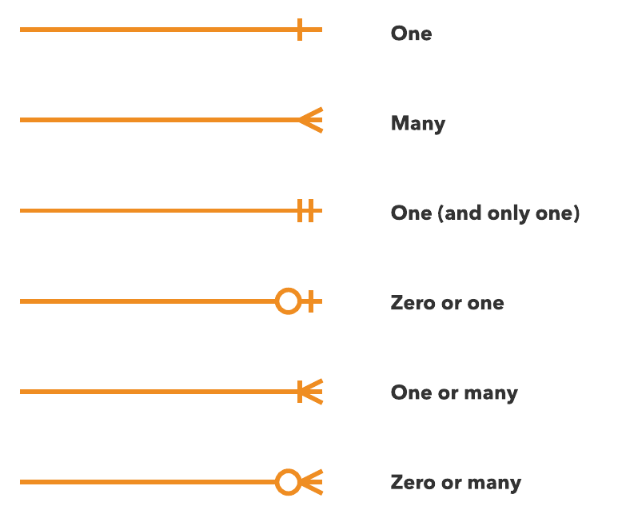 One
Many
One (and only one)
Zero or one
One or many
Zero or many